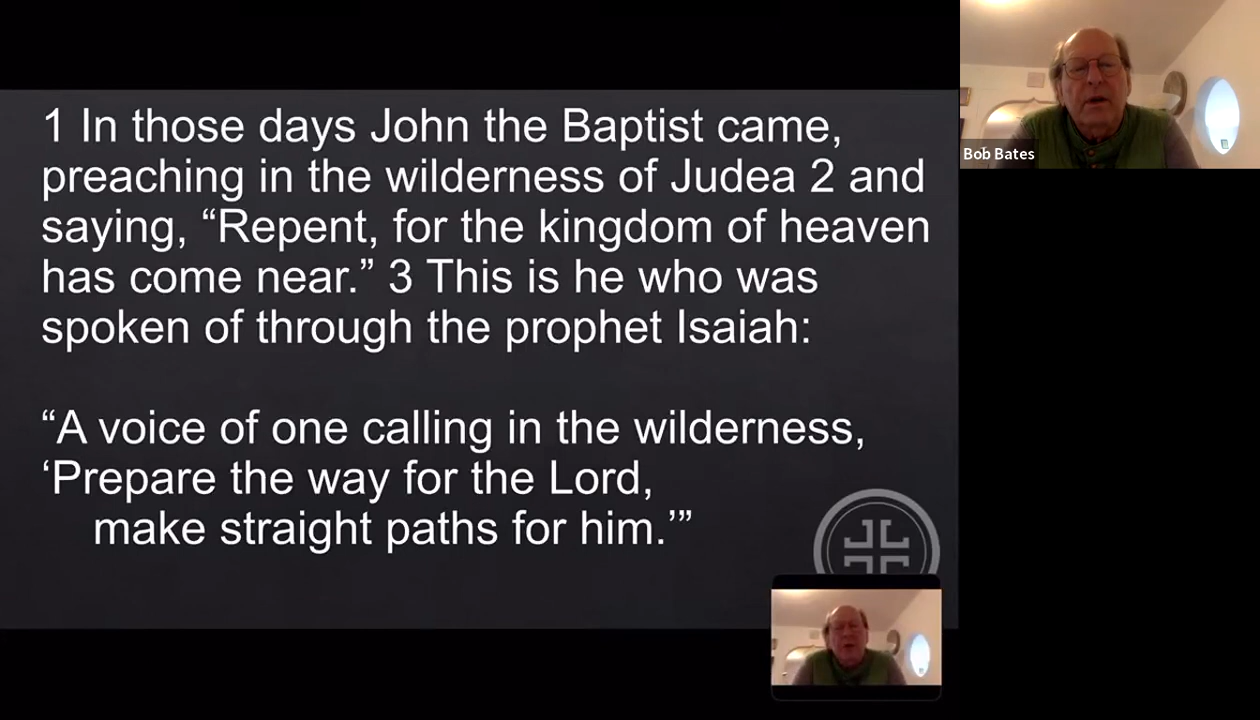 1 In those days John the Baptist came,
preaching in the wilderness of Judea 2 and
saying, “Repent, for the kingdom of heaven
has come near.” 3 This is he who was
spoken of through the prophet Isaiah:
“A voice of one calling in the wilderness,
‘Prepare the way for the Lord,
make straight paths for him.’”
Bob Bates